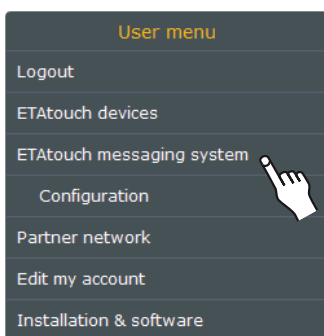 User menu
Logout
ETAtouch devices
ETAtouch messaging system
Configuration
Partner network
Edit my account
Installation & software